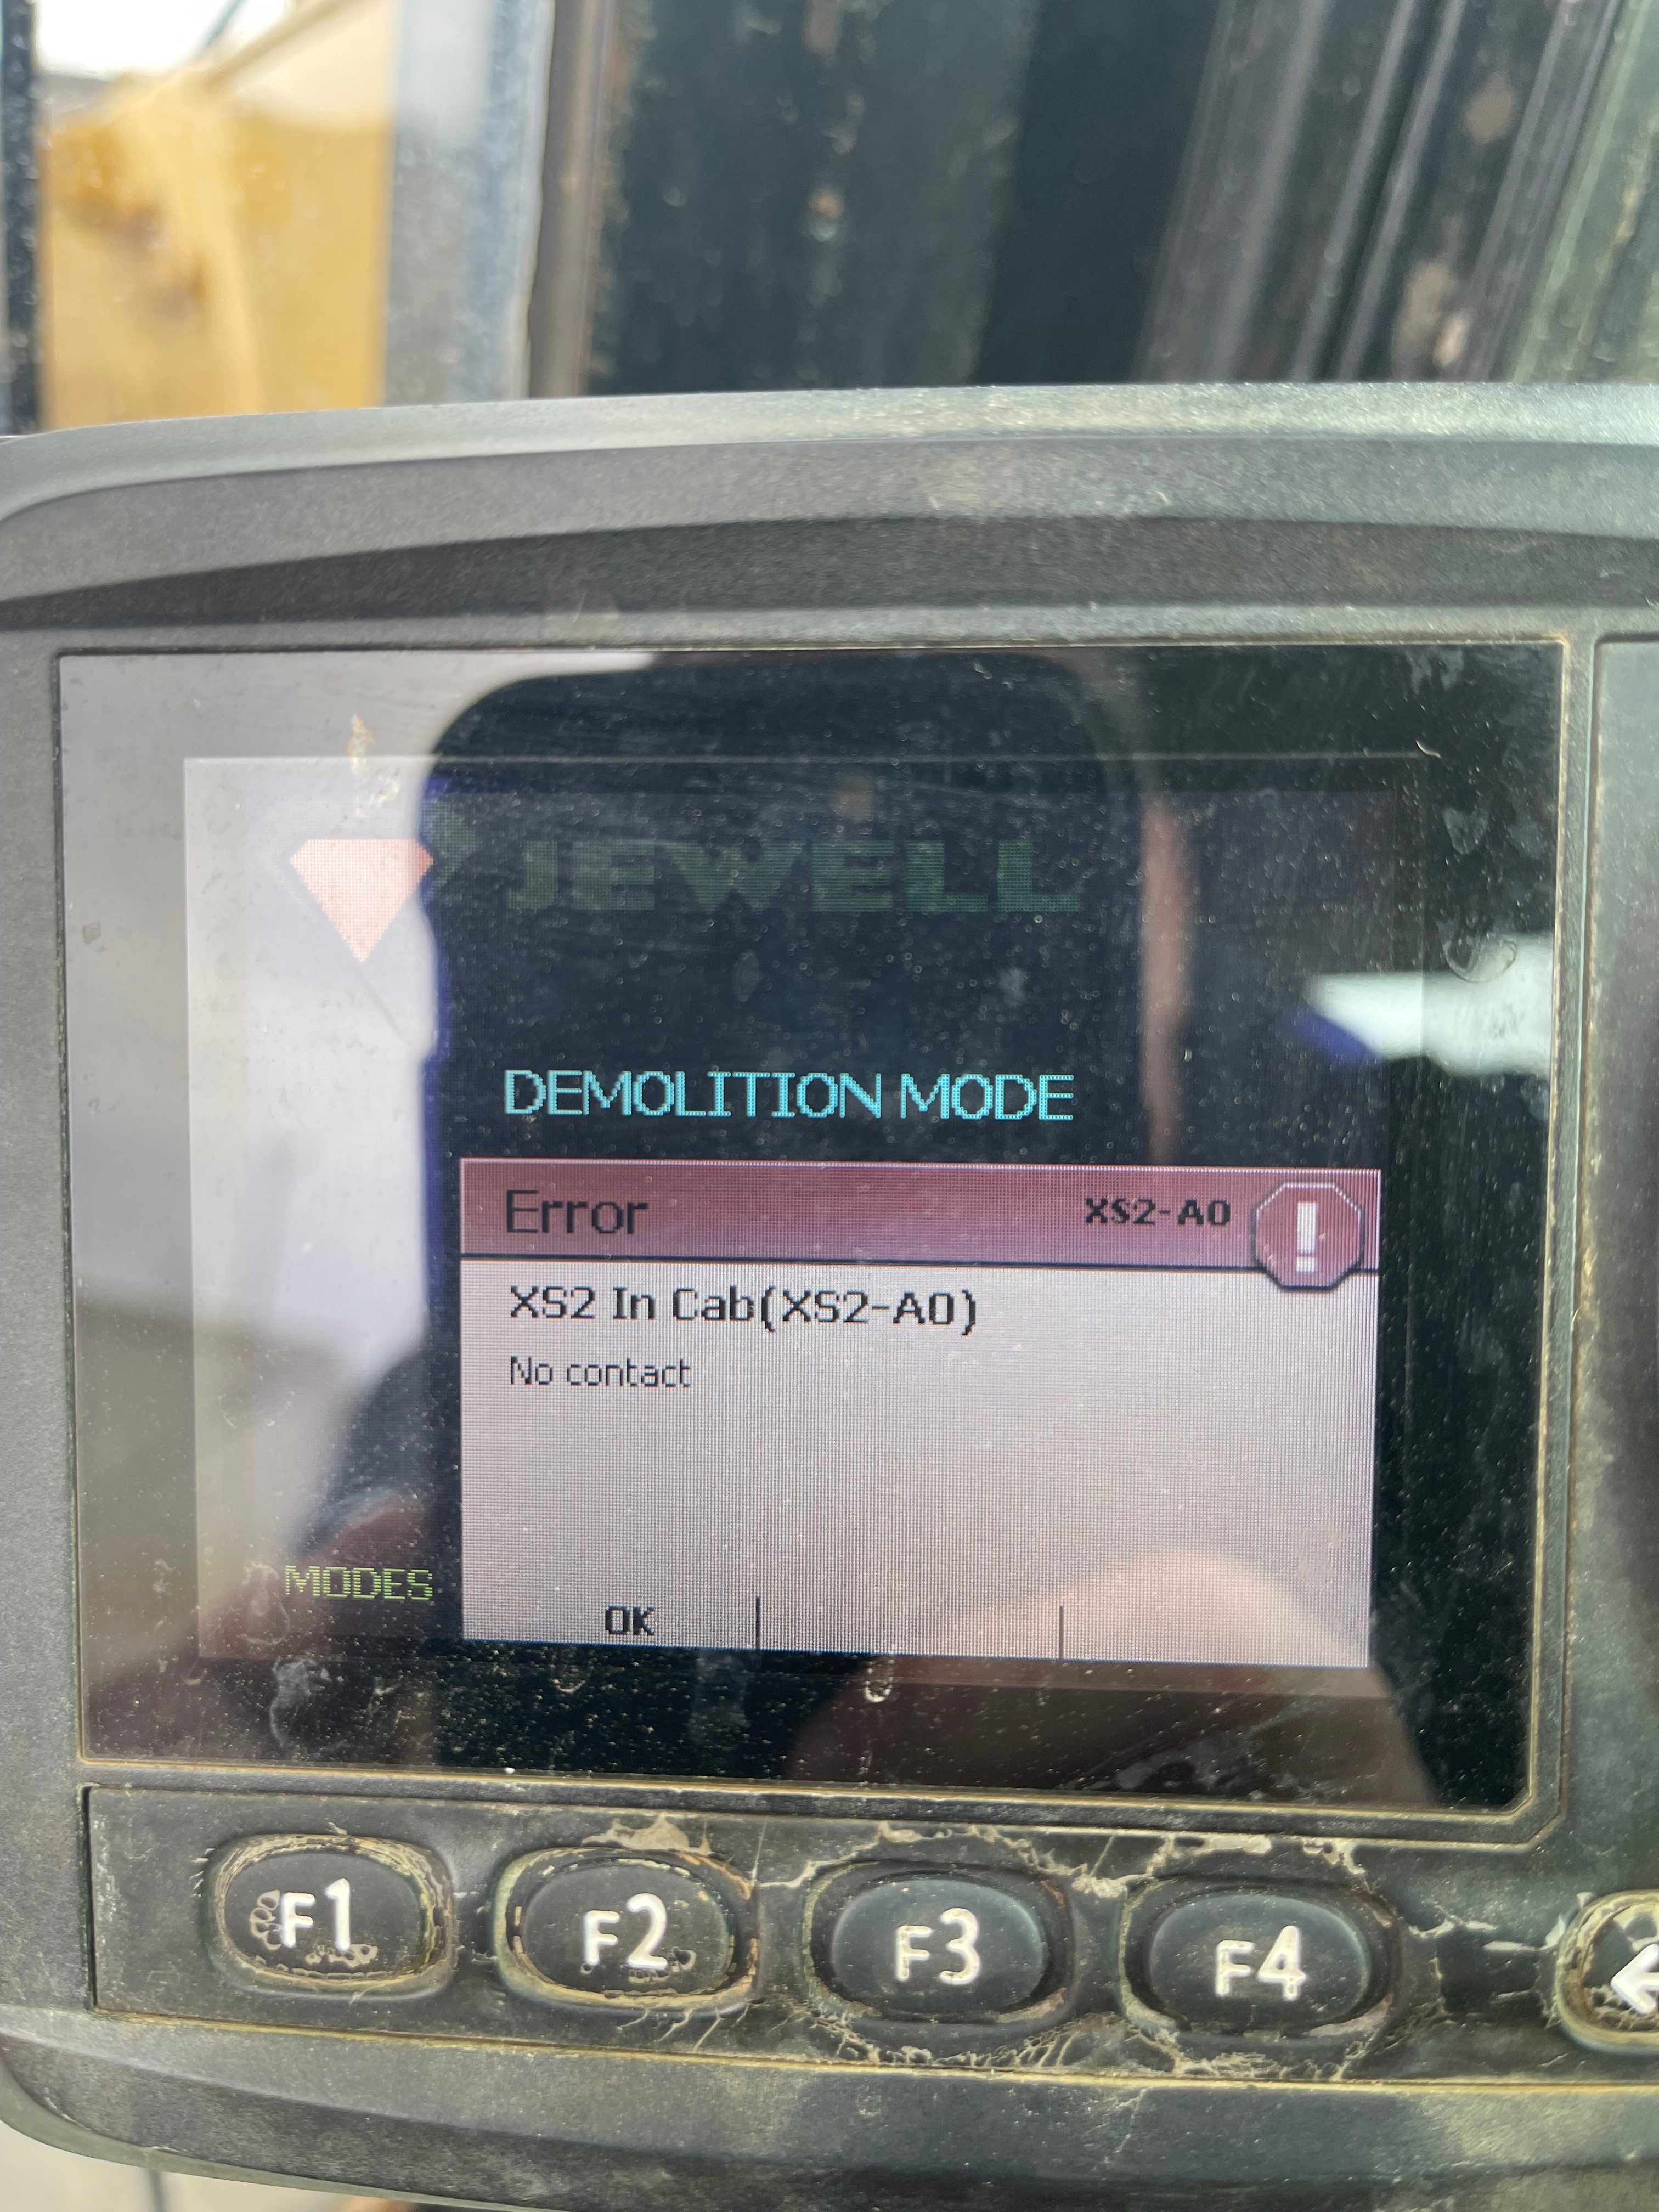 JEWELL
DEMOLITION MODE
Error XS2-A0
XS2 In Cab(XS2-A0)
No contact
MODES
OK
F1 F2 F3 F4